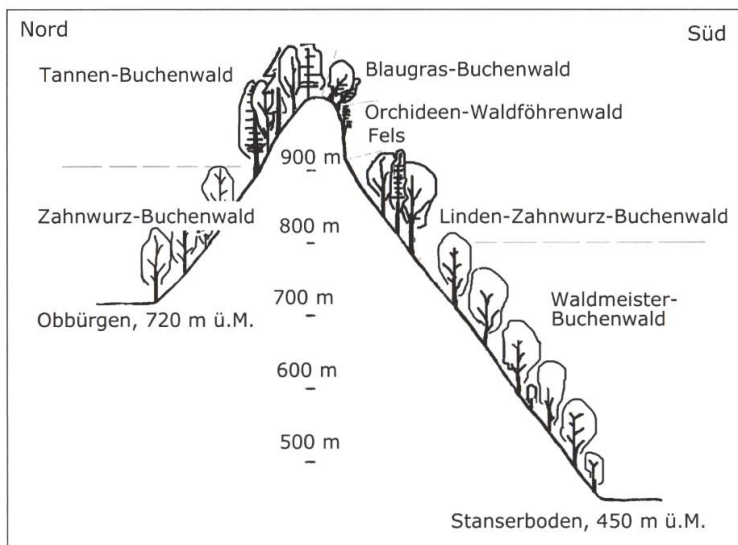 Nord
Süd
Tannen-Buchenwald
Blaugras-Buchenwald
Orchideen-Waldföhrenwald
Fels
900 m
Zahnwurz-Buchenwald
800 m
Linden-Zahnwurz-Buchenwald
700 m
Waldmeister-
Buchenwald
Obbürgen, 720 m ü.M.
600 m
500 m
Stanserboden, 450 m ü.M.